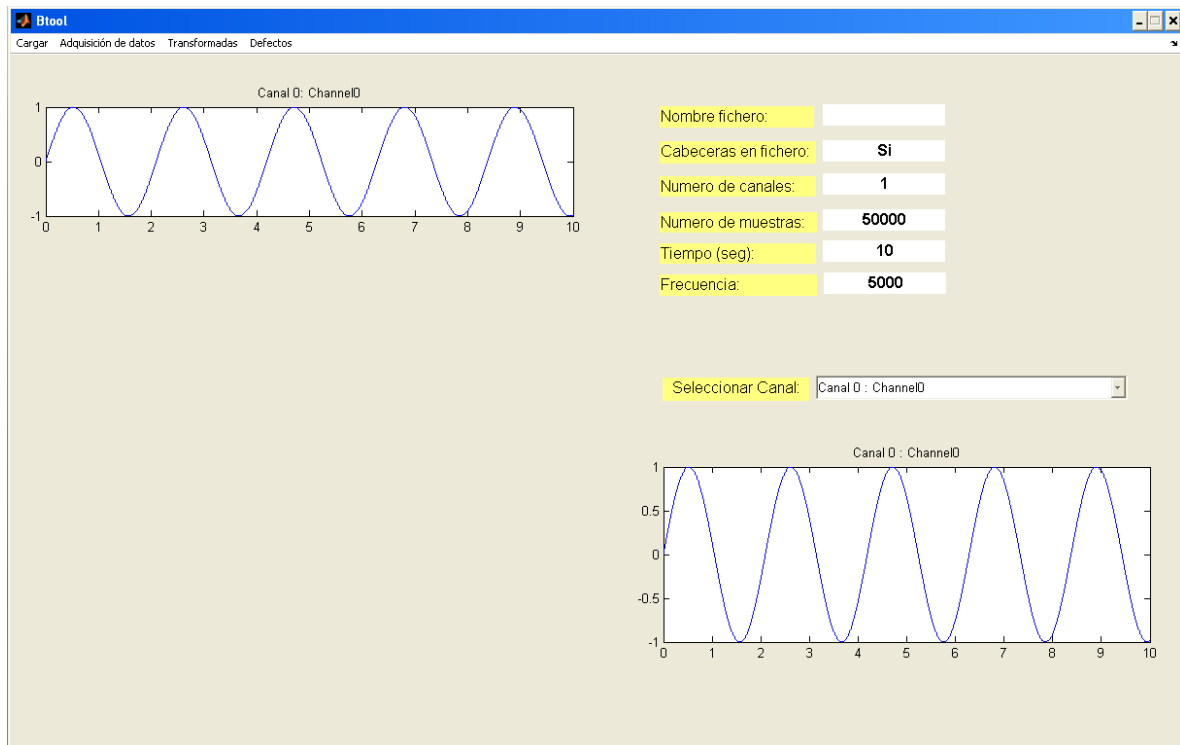 Btool
Cargar Adquisición de datos Transformadas Defectos
Canal 0: Channel0
1
0
-1
0 1 2 3 4 5 6 7 8 9 10
Nombre fichero:
Cabeceras en fichero: Si
Numero de canales: 1
Numero de muestras: 50000
Tiempo (seg): 10
Frecuencia: 5000
Seleccionar Canal: Canal 0 : Channel0
Canal 0 : Channel0
1
0.5
0
-0.5
-1
0 1 2 3 4 5 6 7 8 9 10